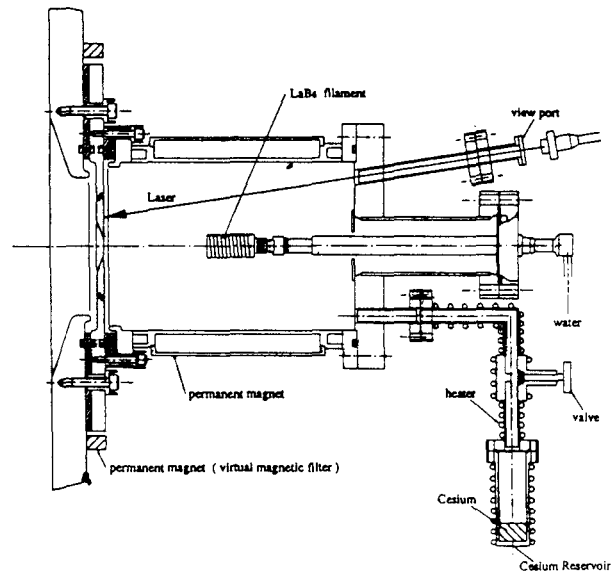 LaB6 filament
view port
Laser
water
permanent magnet
heater
valve
permanent magnet ( virtual magnetic filter )
Cesium
Cesium Reservoir